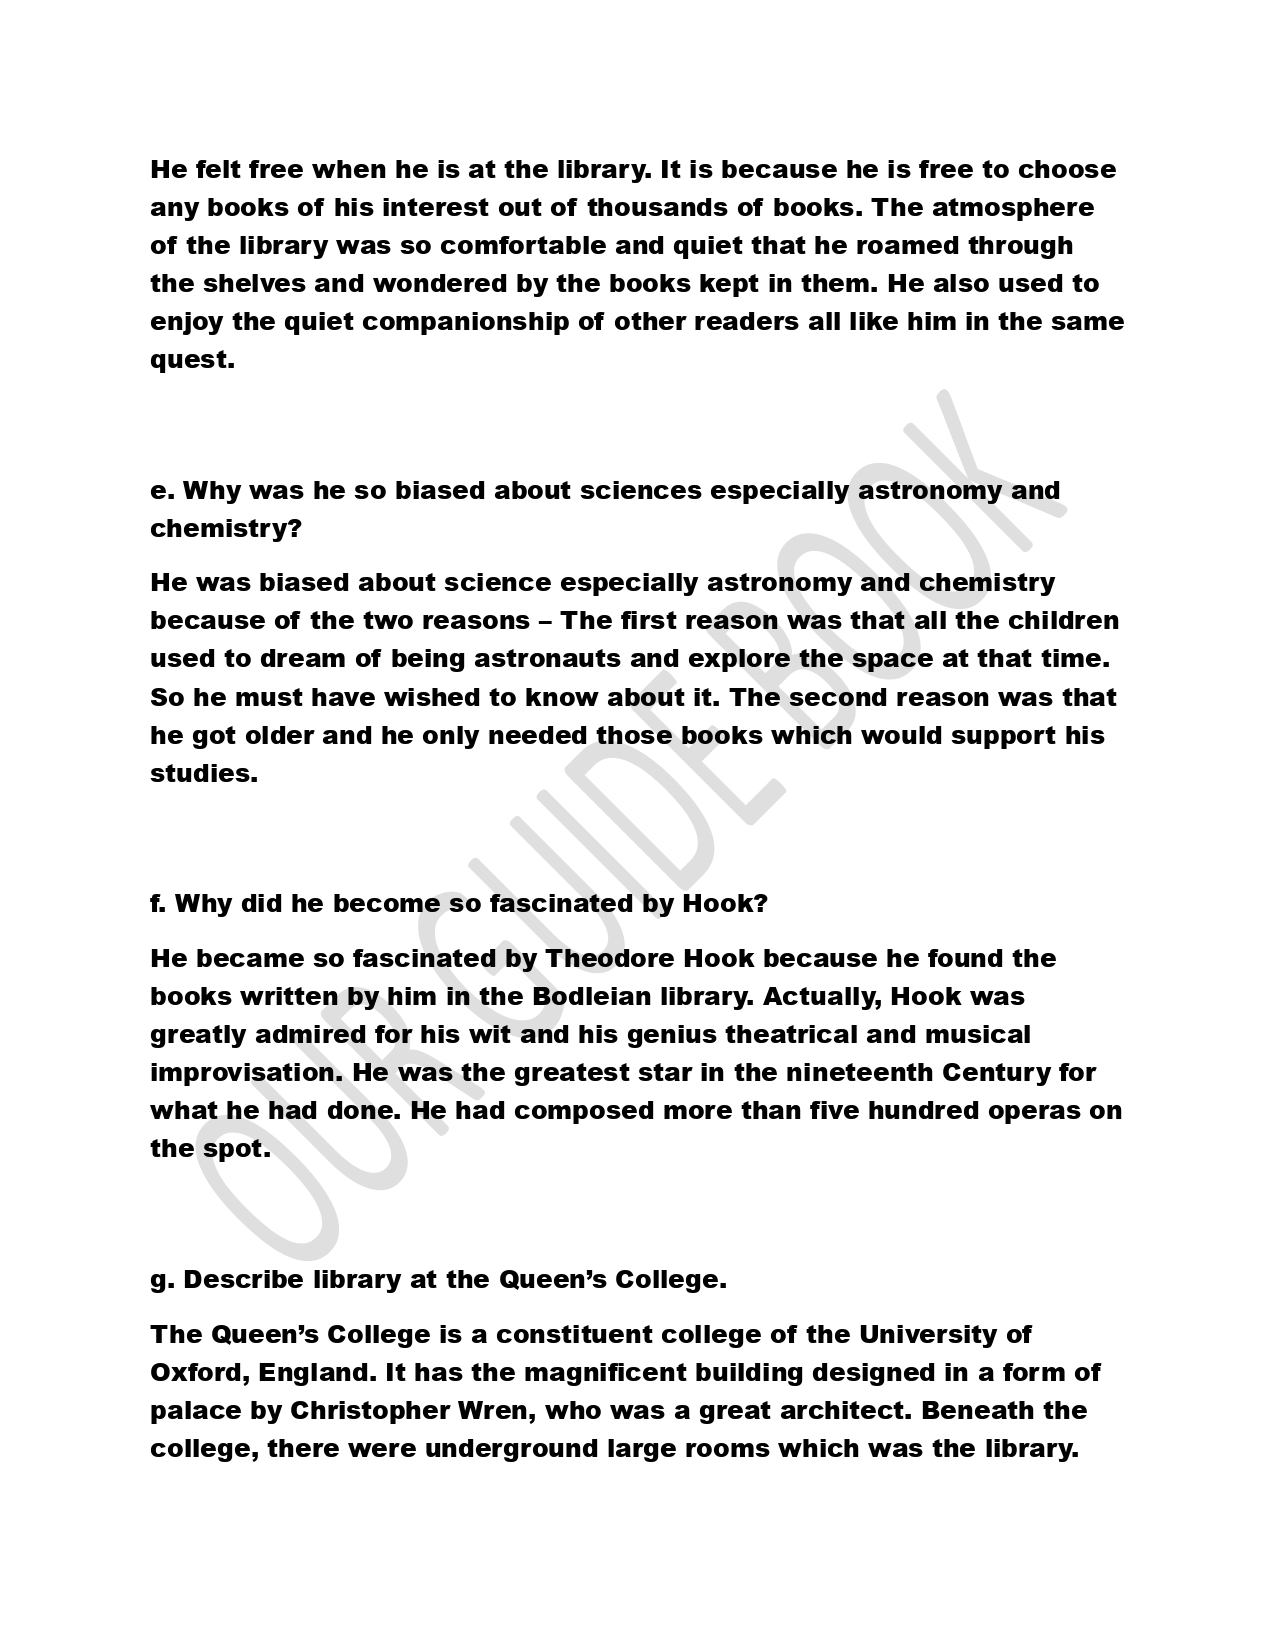 He felt free when he is at the library. It is because he is free to choose
any books of his interest out of thousands of books. The atmosphere
of the library was so comfortable and quiet that he roamed through
the shelves and wondered by the books kept in them. He also used to
enjoy the quiet companionship of other readers all like him in the same
quest.
e. Why was he so biased about sciences especially astronomy and
chemistry?
He was biased about science especially astronomy and chemistry
because of the two reasons – The first reason was that all the children
used to dream of being astronauts and explore the space at that time.
So he must have wished to know about it. The second reason was that
he got older and he only needed those books which would support his
studies.
f. Why did he become so fascinated by Hook?
He became so fascinated by Theodore Hook because he found the
books written by him in the Bodleian library. Actually, Hook was
greatly admired for his wit and his genius theatrical and musical
improvisation. He was the greatest star in the nineteenth Century for
what he had done. He had composed more than five hundred operas on
the spot.
g. Describe library at the Queen’s College.
The Queen’s College is a constituent college of the University of
Oxford, England. It has the magnificent building designed in a form of
palace by Christopher Wren, who was a great architect. Beneath the
college, there were underground large rooms which was the library.
OUR GUIDE BOOK